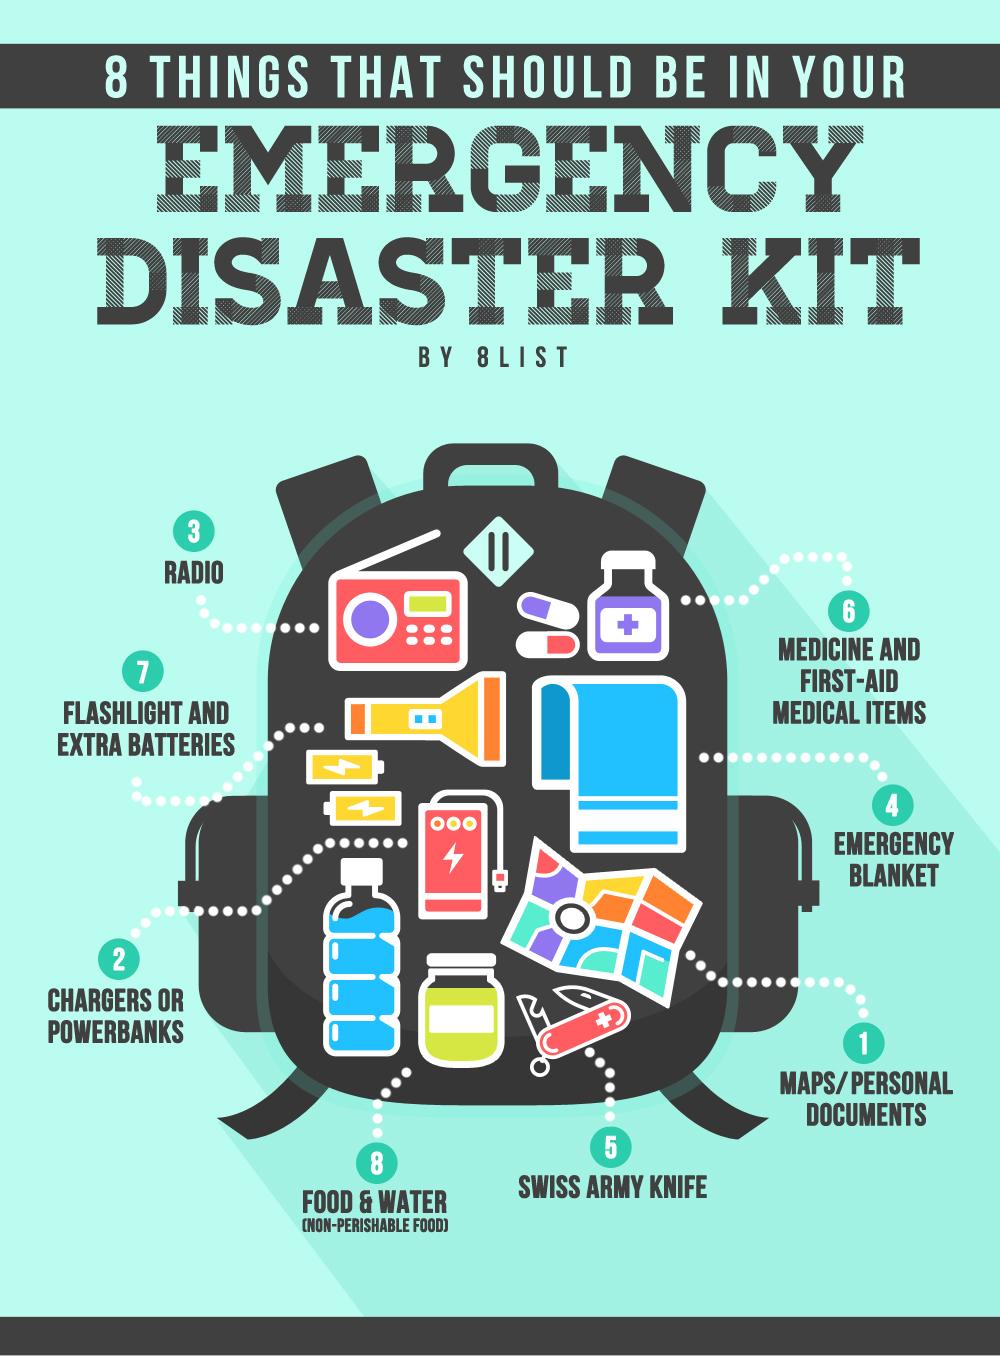 8 THINGS THAT SHOULD BE IN YOUR
EMERGENCY
DISASTER KIT
BY 8LIST
3
RADIO
7
FLASHLIGHT AND
EXTRA BATTERIES
2
CHARGERS OR
POWERBANKS
8
FOOD & WATER
(NON-PERISHABLE FOOD)
5
SWISS ARMY KNIFE
6
MEDICINE AND
FIRST-AID
MEDICAL ITEMS
4
EMERGENCY
BLANKET
1
MAPS/PERSONAL
DOCUMENTS